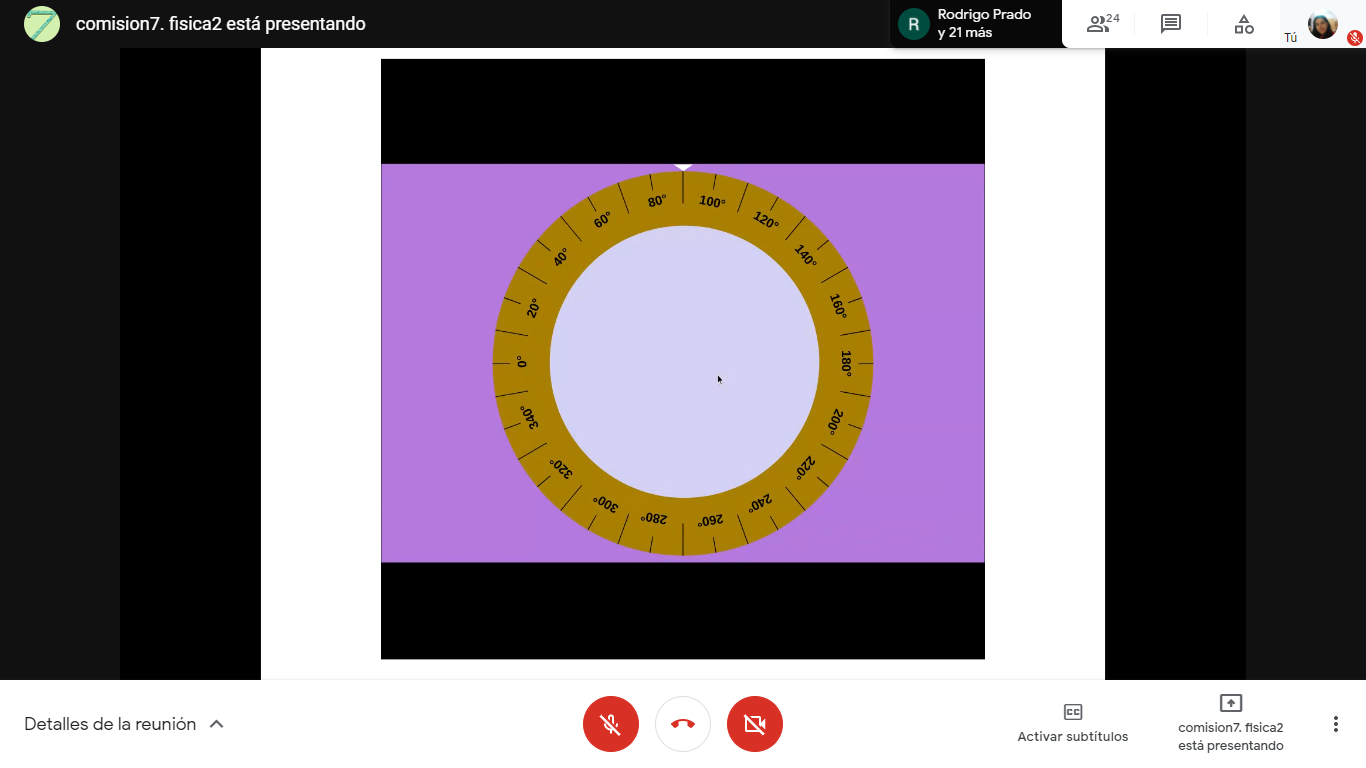 comision7. fisica2 está presentando
R
Rodrigo Prado
y 21 más
24
Tú
80°
100°
60°
120°
40°
140°
20°
160°
0°
180°
340°
200°
320°
220°
300°
240°
280°
260°
Detalles de la reunión
CC
Activar subtítulos
comision7. fisica2
está presentando